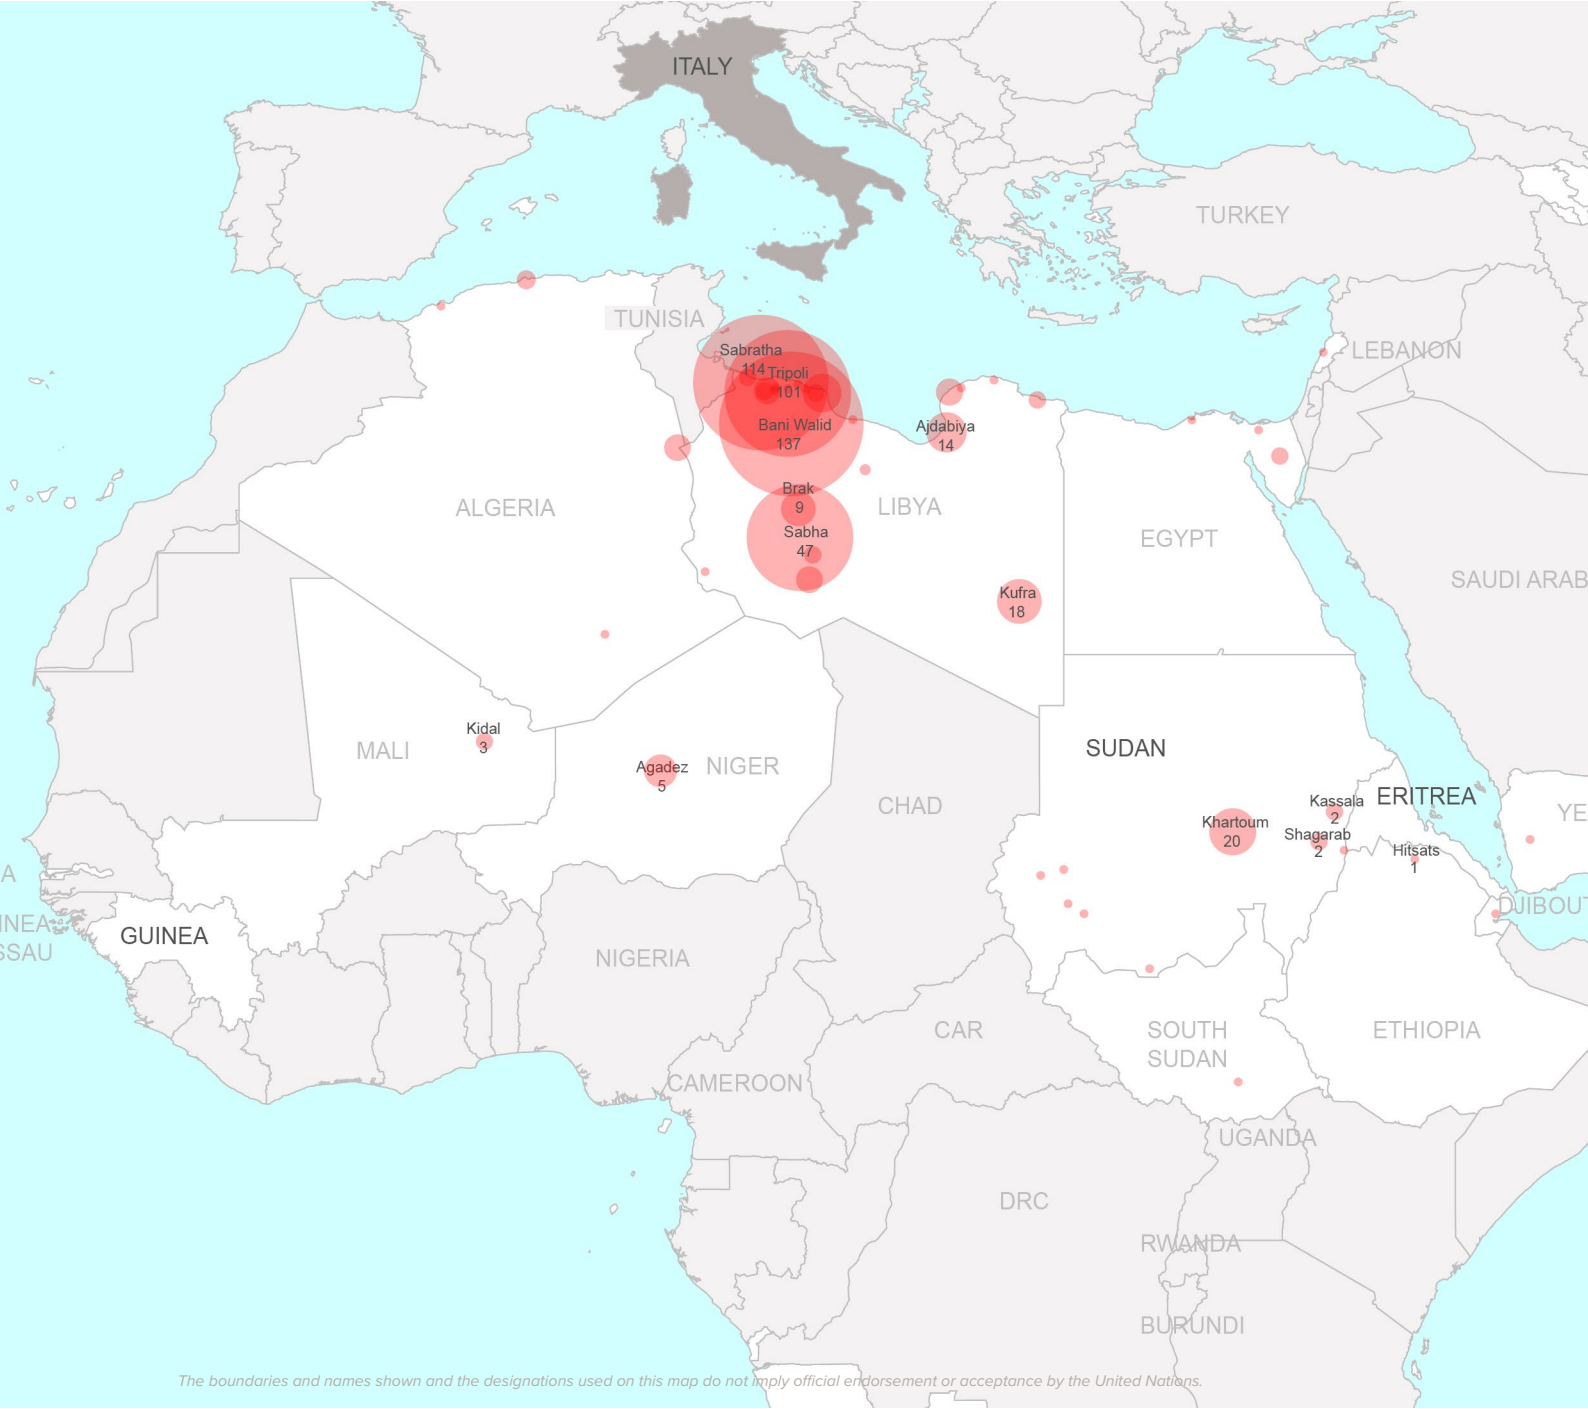 ITALY
TURKEY
TUNISIA
LEBANON
Sabratha
114
Tripoli
101
Bani Walid
137
Ajdabiya
14
Brak
9
ALGERIA
LIBYA
Sabha
47
EGYPT
SAUDI ARAB
Kufra
18
Kidal
3
MALI
Agadez
5
NIGER
SUDAN
CHAD
ERITREA
Kassala
2
YE
Khartoum
20
Shagarab
2
Hitsats
1
A
DJIBOUT
INEA-
SSAU
GUINEA
NIGERIA
CAR
SOUTH
SUDAN
ETHIOPIA
CAMEROON
UGANDA
DRC
RWANDA
BURUNDI
The boundaries and names shown and the designations used on this map do not imply official endorsement or acceptance by the United Nations.